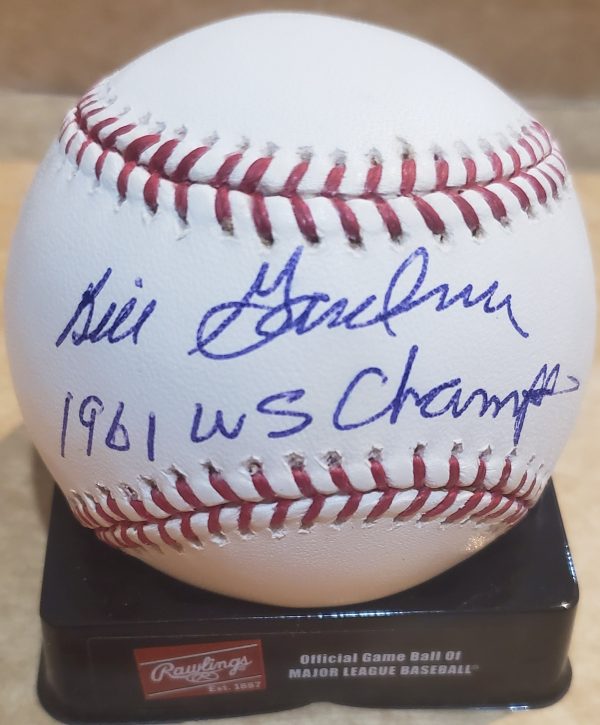 Bill Gardner
1961 WS Champs
Rawlings
Est. 1887
Official Game Ball Of
MAJOR LEAGUE BASEBALL